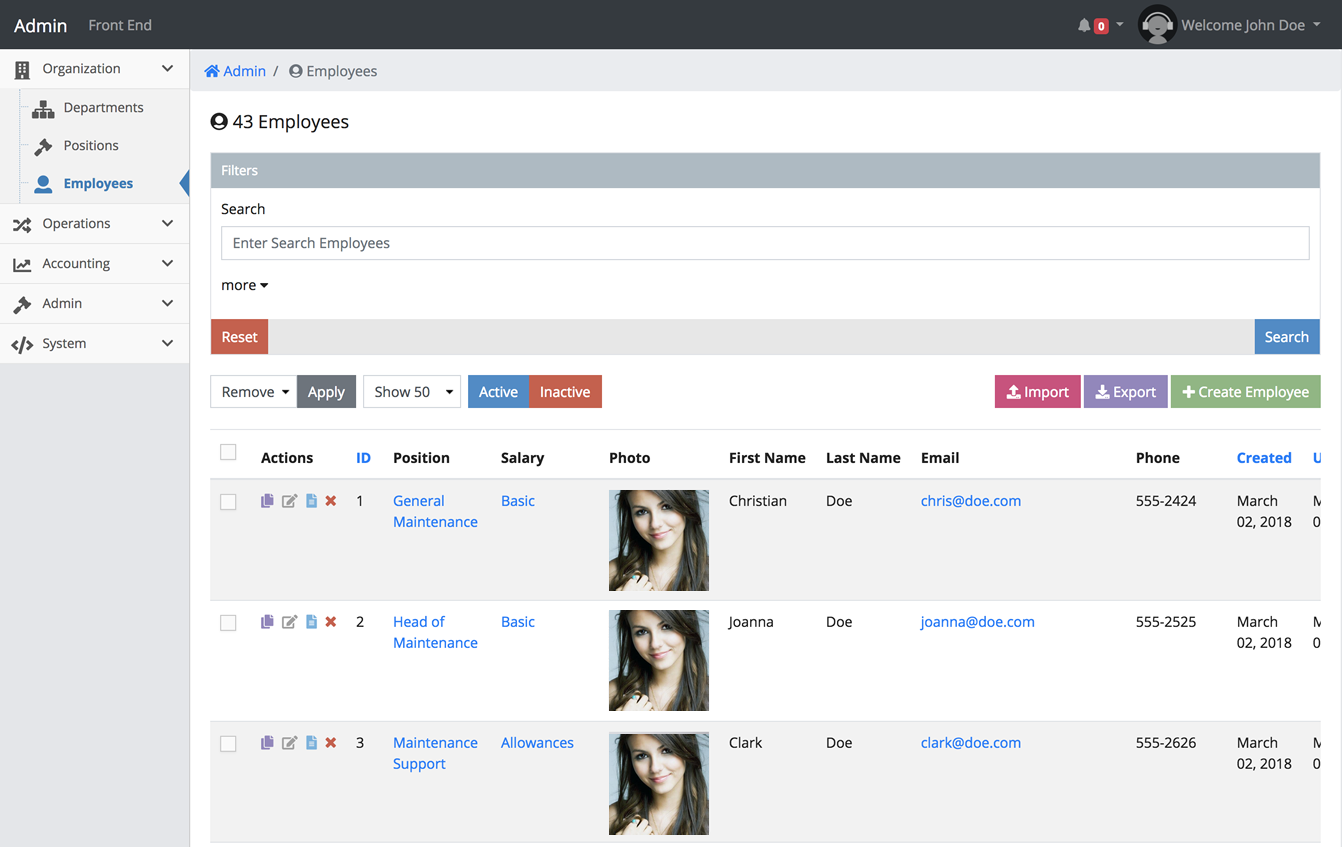 Admin Front End 0 Welcome John Doe
Organization
Departments
Positions
Employees
Operations
Accounting
Admin
System
Admin / Employees
43 Employees
Filters
Search
Enter Search Employees
more
Reset Search
Remove Apply Show 50 Active Inactive Import Export Create Employee
Actions ID Position Salary Photo First Name Last Name Email Phone Created
1 General Basic Christian Doe chris@doe.com 555-2424 March
Maintenance 02, 2018
2 Head of Basic Joanna Doe joanna@doe.com 555-2525 March
Maintenance 02, 2018
3 Maintenance Allowances Clark Doe clark@doe.com 555-2626 March
Support 02, 2018